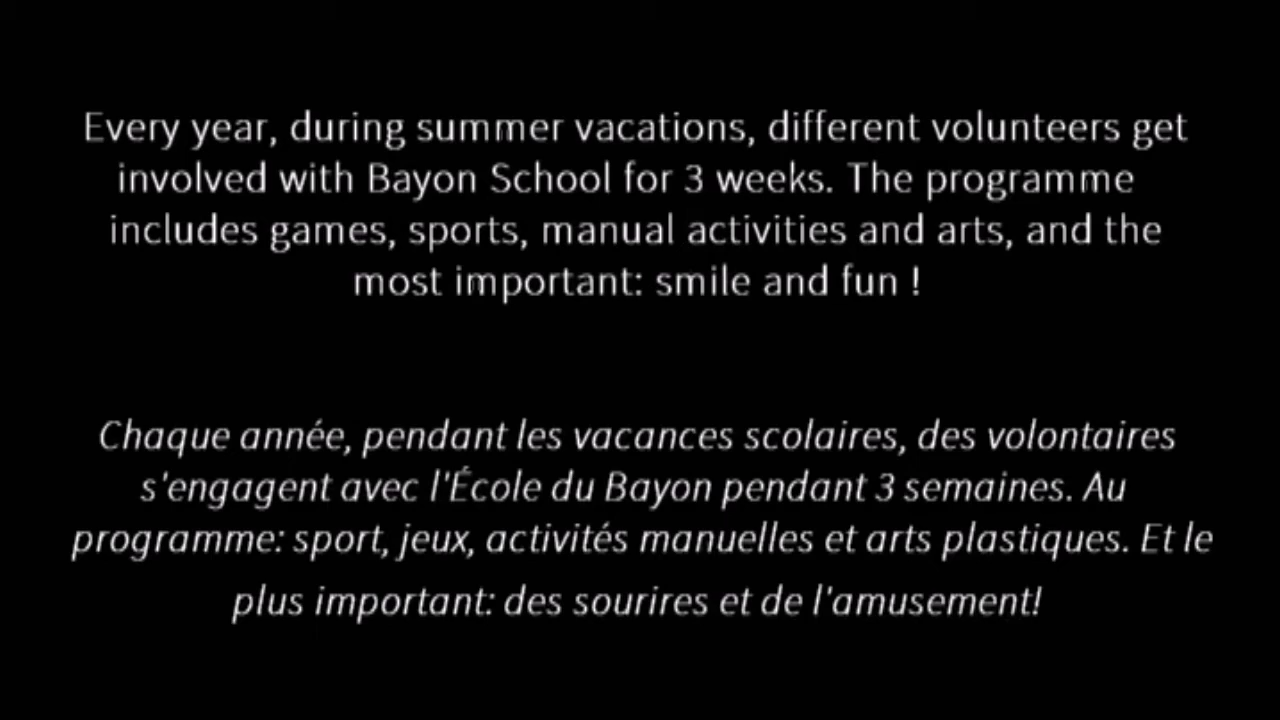 Every year, during summer vacations, different volunteers get
involved with Bayon School for 3 weeks. The programme
includes games, sports, manual activities and arts, and the
most important: smile and fun !
Chaque année, pendant les vacances scolaires, des volontaires
s'engagent avec l'École du Bayon pendant 3 semaines. Au
programme: sport, jeux, activités manuelles et arts plastiques. Et le
plus important: des sourires et de l'amusement!